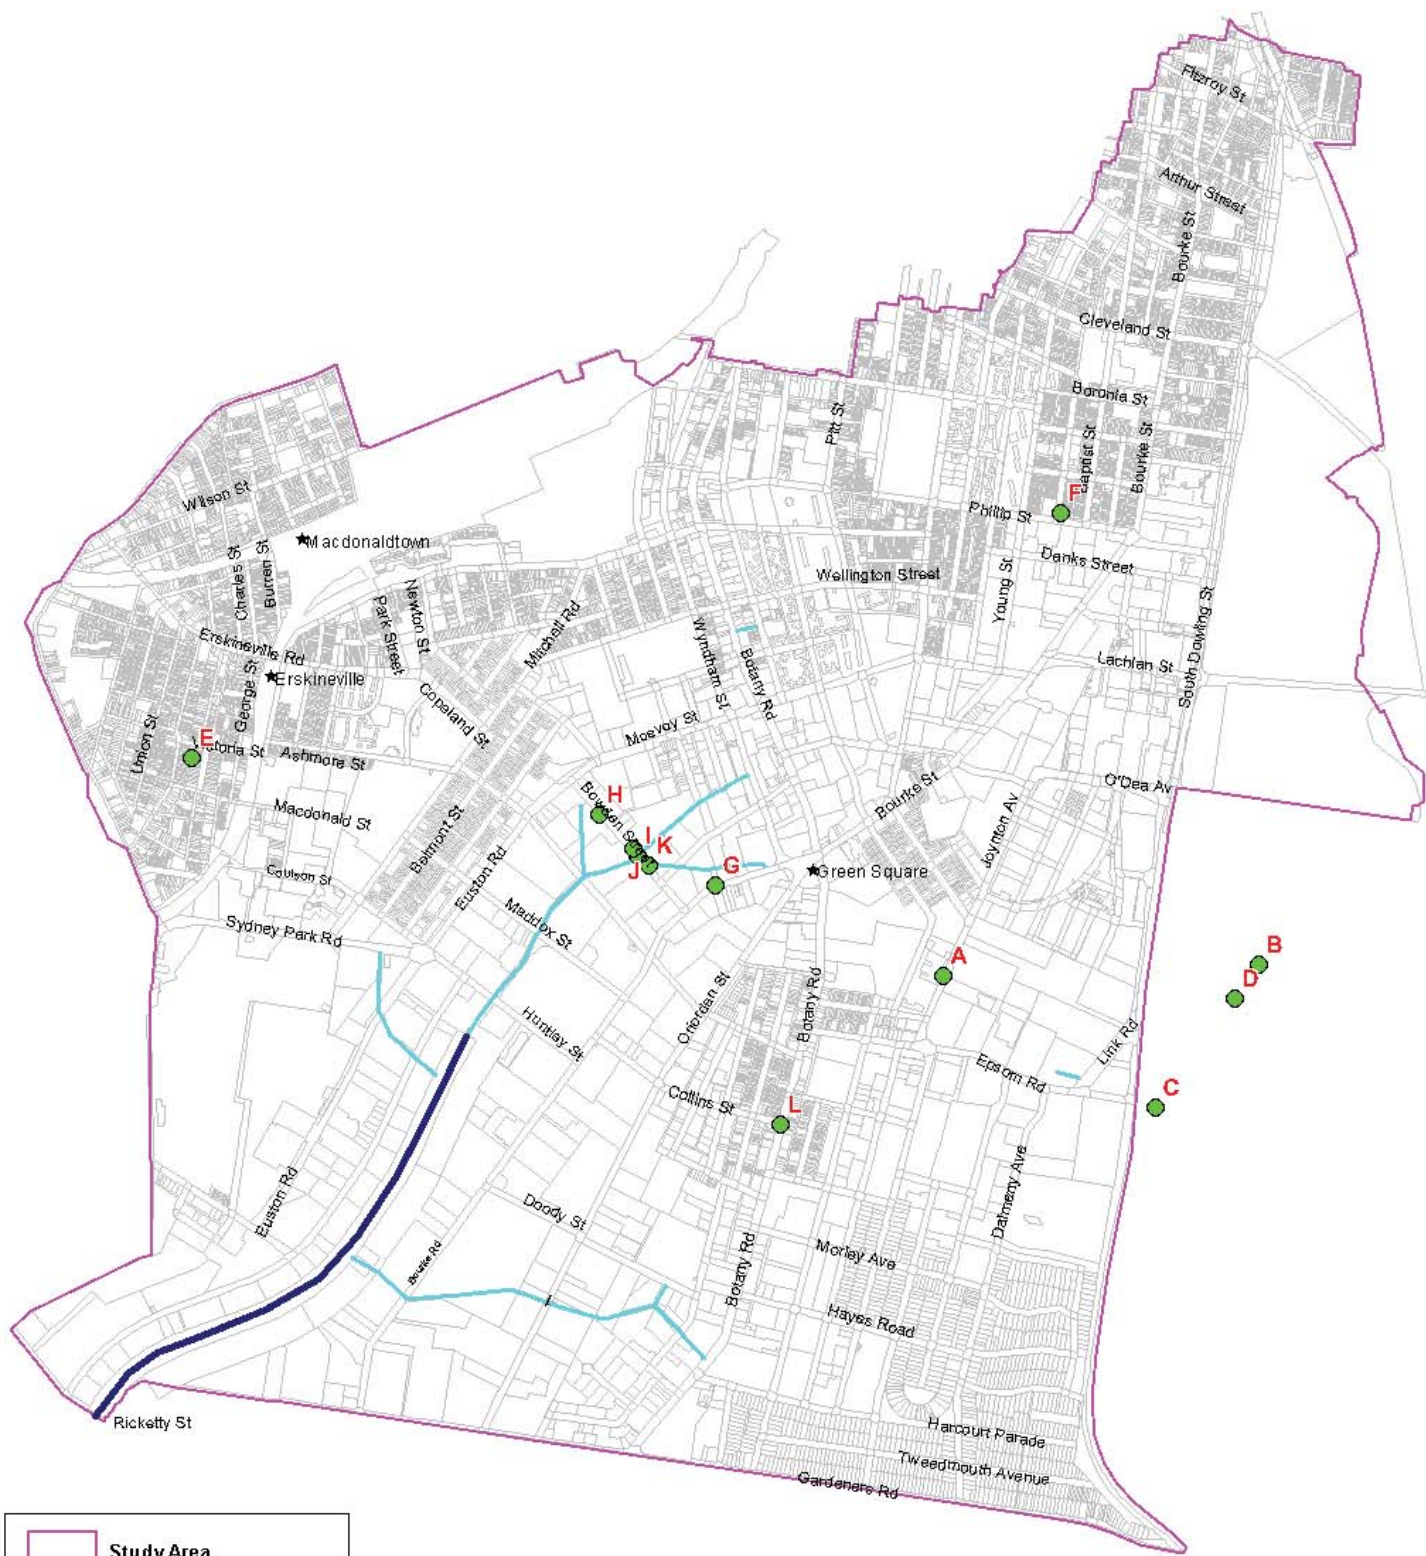 Fitzroy St
Arthur Street
Bourke St
Cleveland St
Boronia St
Pitt St
Baptist St
Bourke St
Wilson St
F
Phillip St
Macdonaldtown
Danks Street
Charles St
Burren St
Wellington Street
Newton St
Park Street
Young St
Mitchell Rd
South Dowling St
Erskineville Rd
Wyndham St
Botany Rd
Lachlan St
Erskineville
George St
Copeland St
Union St
E
Victoria St
Ashmore St
Mcevoy St
O'Dea Av
Bourke St
H
Macdonald St
Belmont St
Joynton Av
I
K
J
G
Green Square
Coulson St
Euston Rd
Maddox St
Sydney Park Rd
B
A
D
Botany Rd
Oriordan St
Huntley St
Link Rd
Epsom Rd
C
Collins St
L
Euston Rd
Doody St
Dalmeny Ave
Morley Ave
Bourke Rd
Botany Rd
Hayes Road
Ricketty St
Harcourt Parade
Tweedmouth Avenue
Gardeners Rd
Study Area